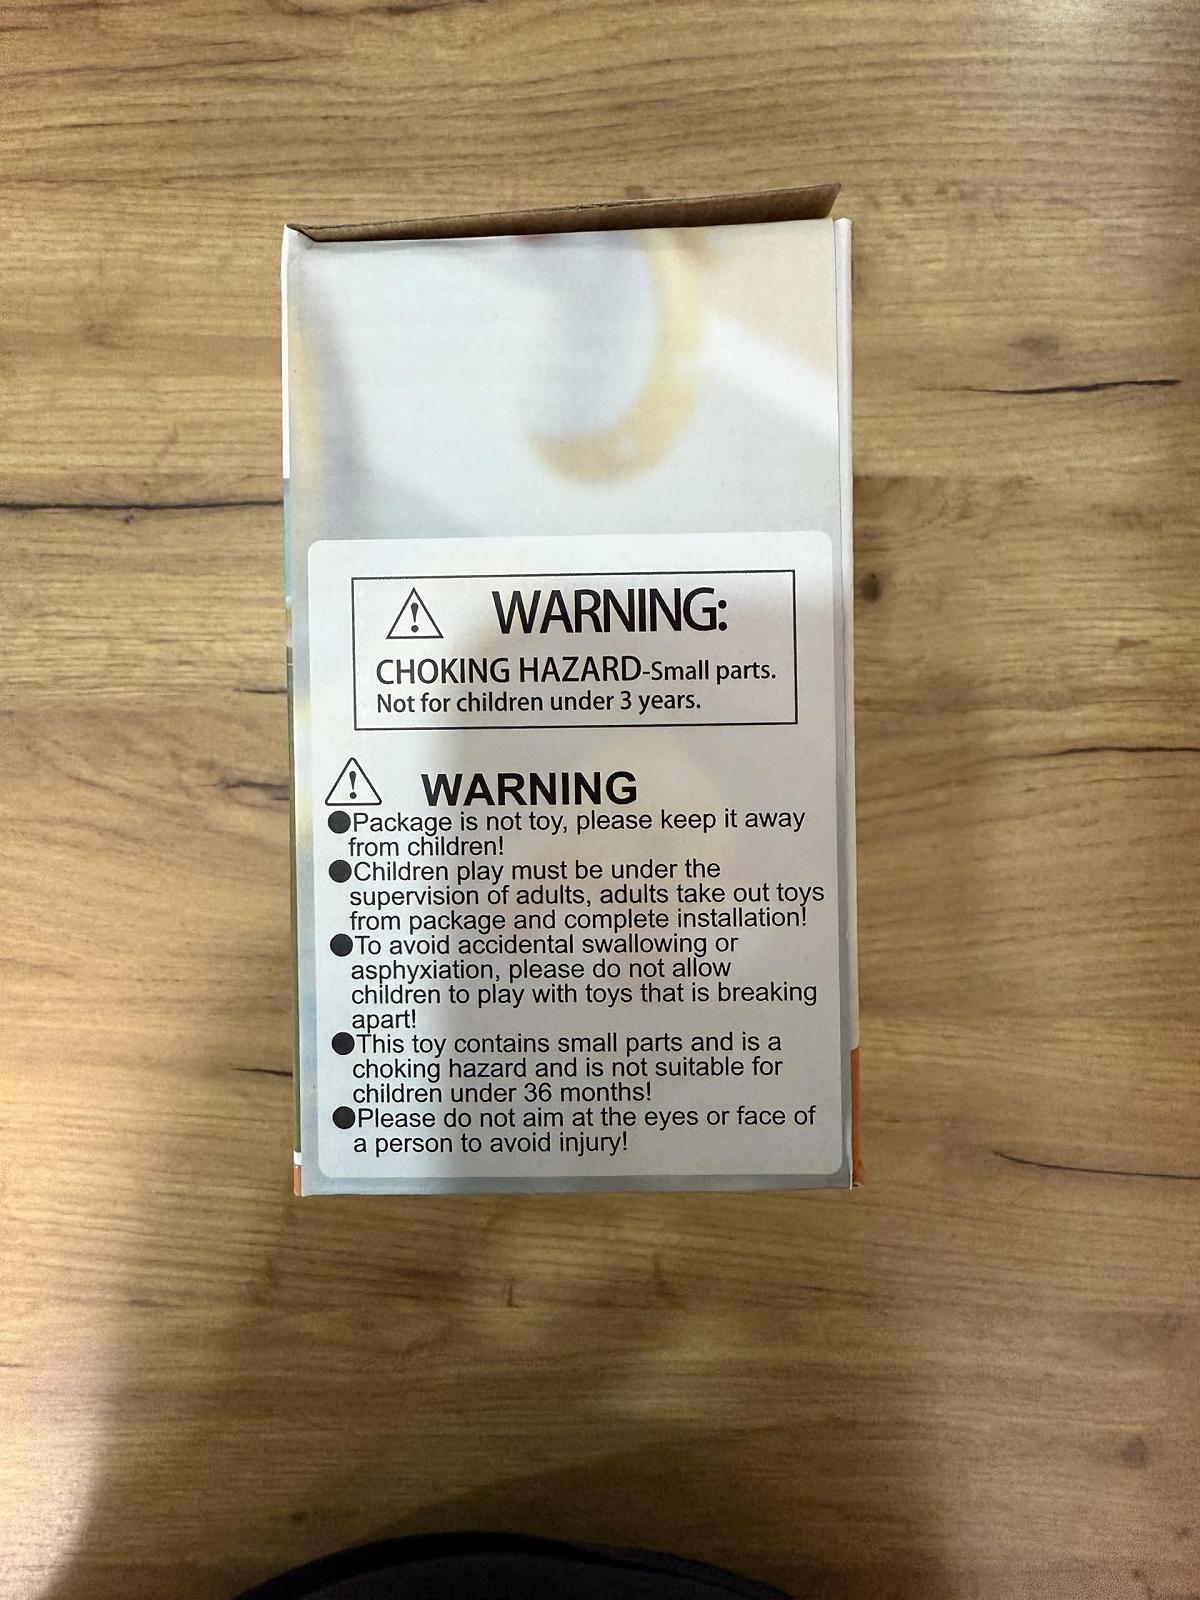 WARNING:
CHOKING HAZARD-Small parts.
Not for children under 3 years.
WARNING
●Package is not toy, please keep it away
from children!
●Children play must be under the
supervision of adults, adults take out toys
from package and complete installation!
●To avoid accidental swallowing or
asphyxiation, please do not allow
children to play with toys that is breaking
apart!
●This toy contains small parts and is a
choking hazard and is not suitable for
children under 36 months!
●Please do not aim at the eyes or face of
a person to avoid injury!